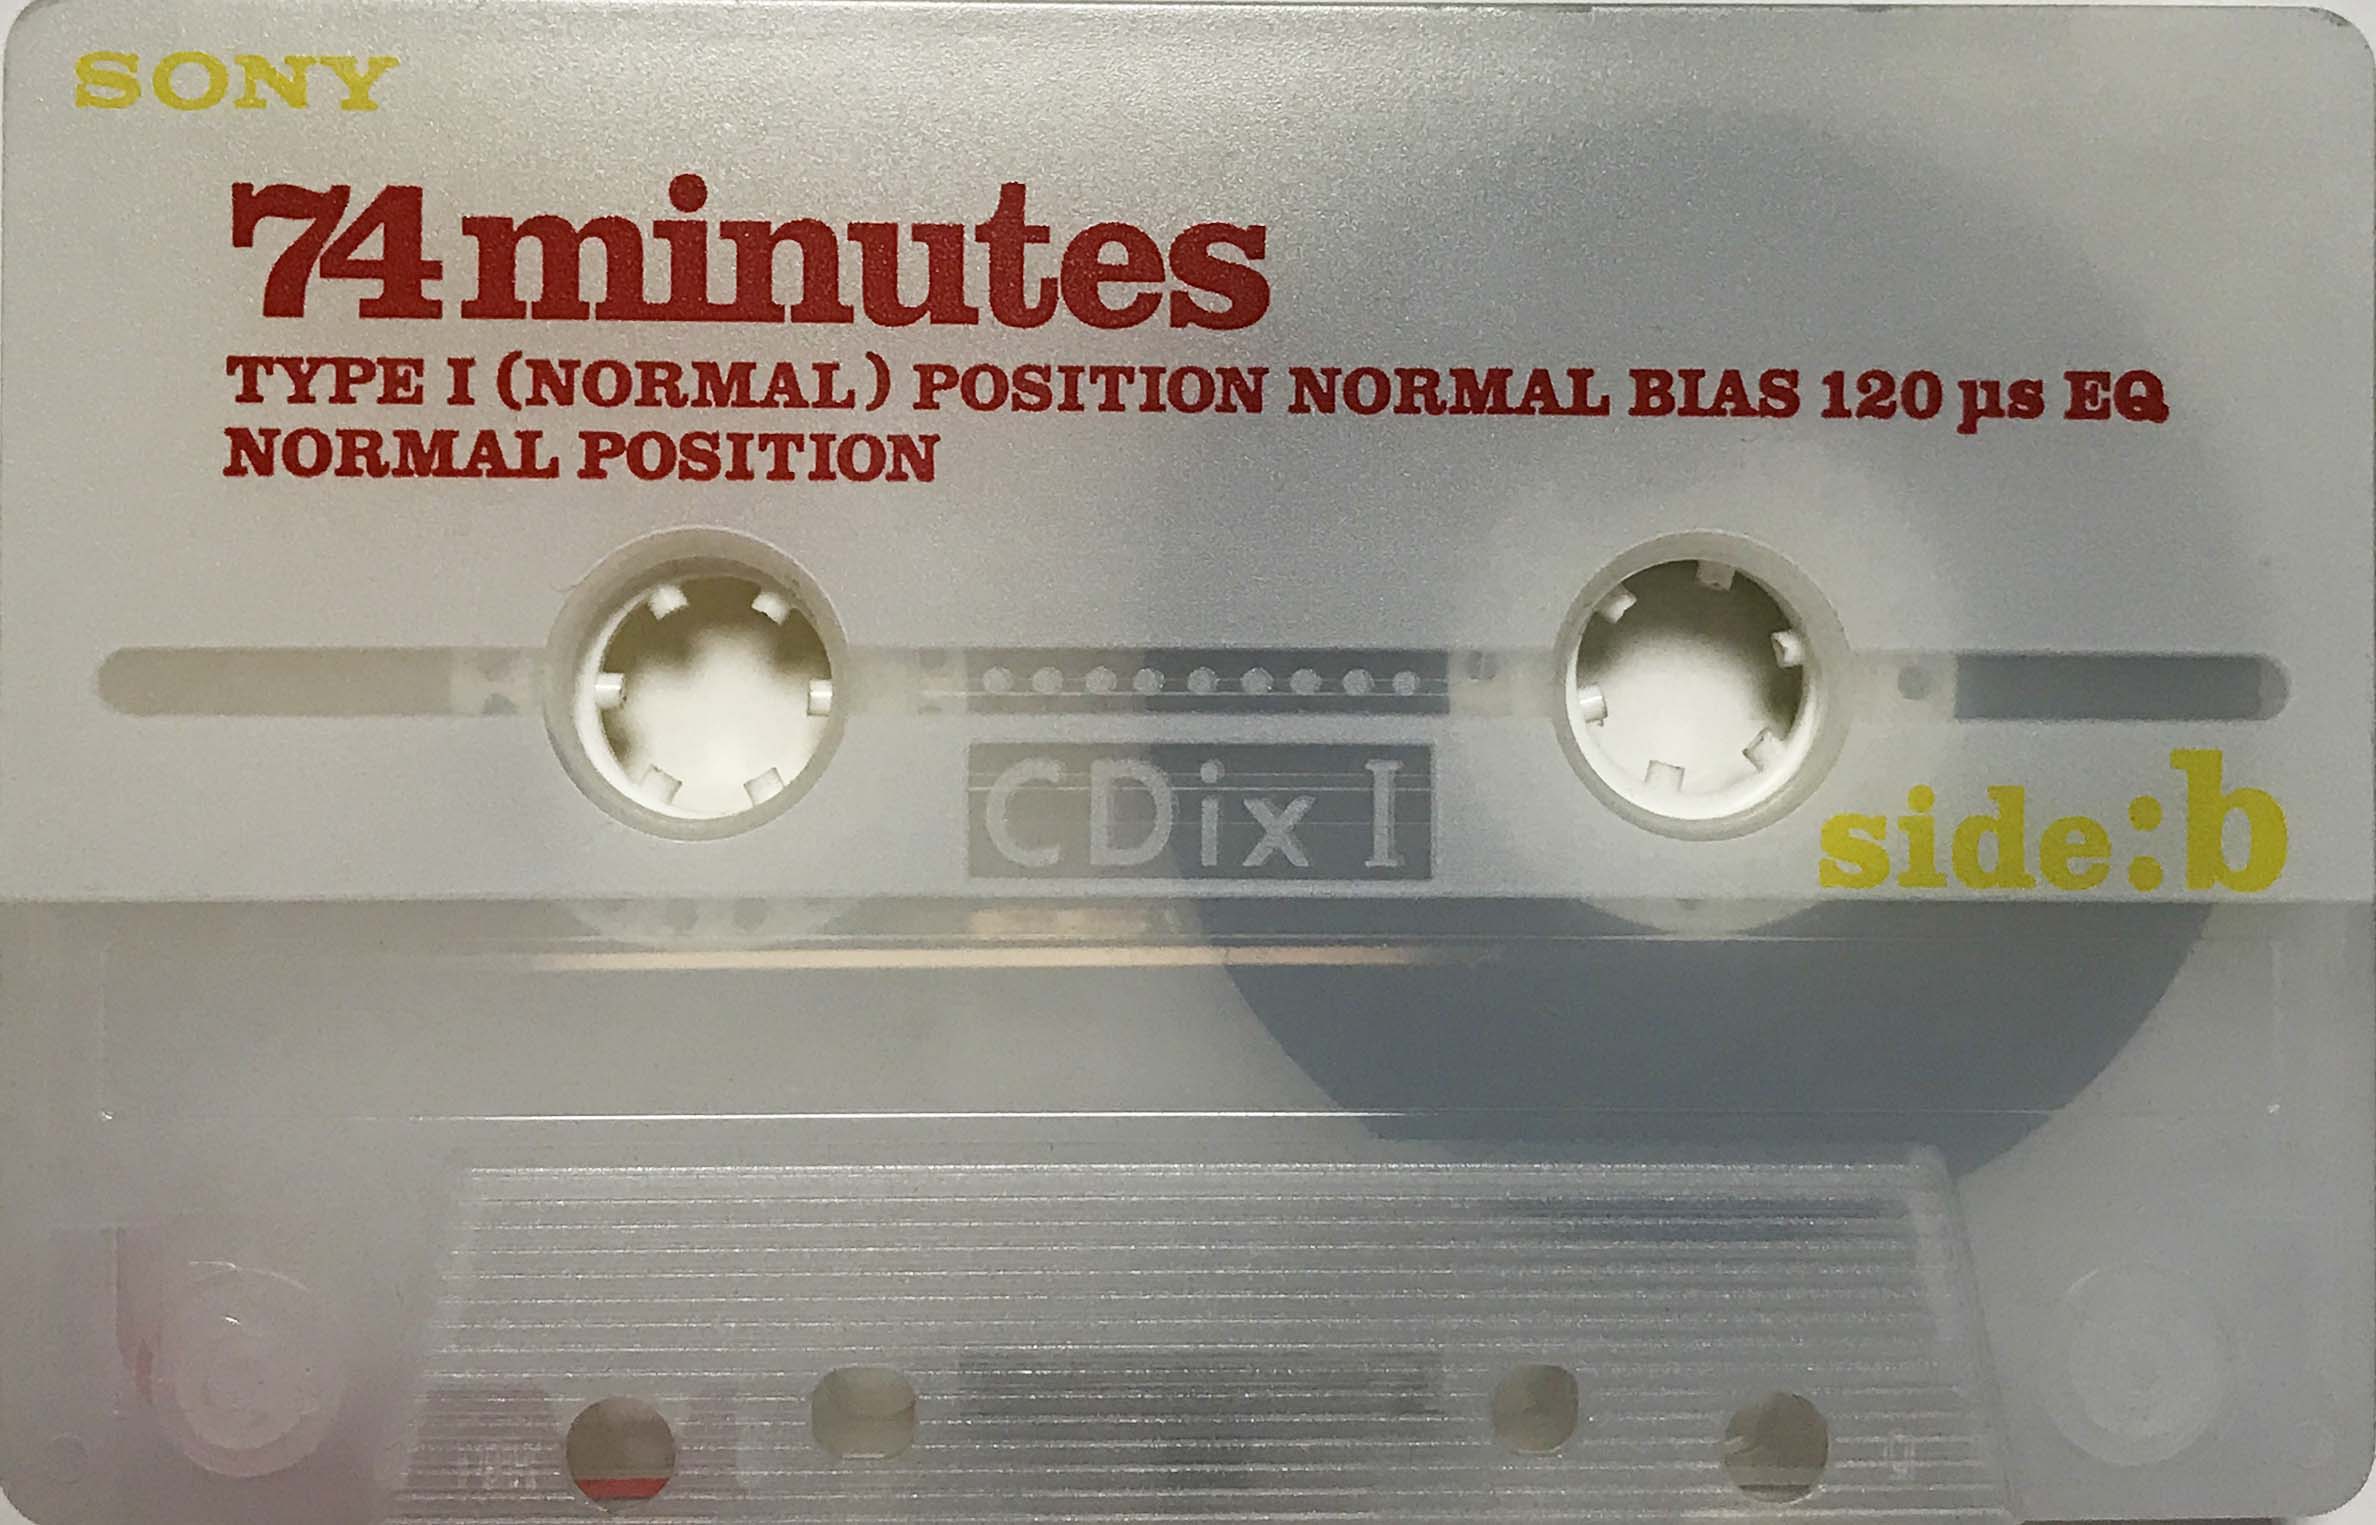 SONY
74 minutes
TYPE I (NORMAL) POSITION NORMAL BIAS 120 µs EQ
NORMAL POSITION
CDix I
side:b